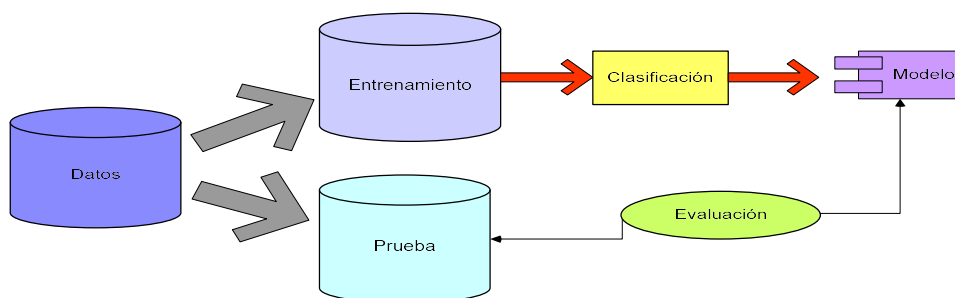 Entrenamiento
Clasificación
Modelo
Datos
Prueba
Evaluación